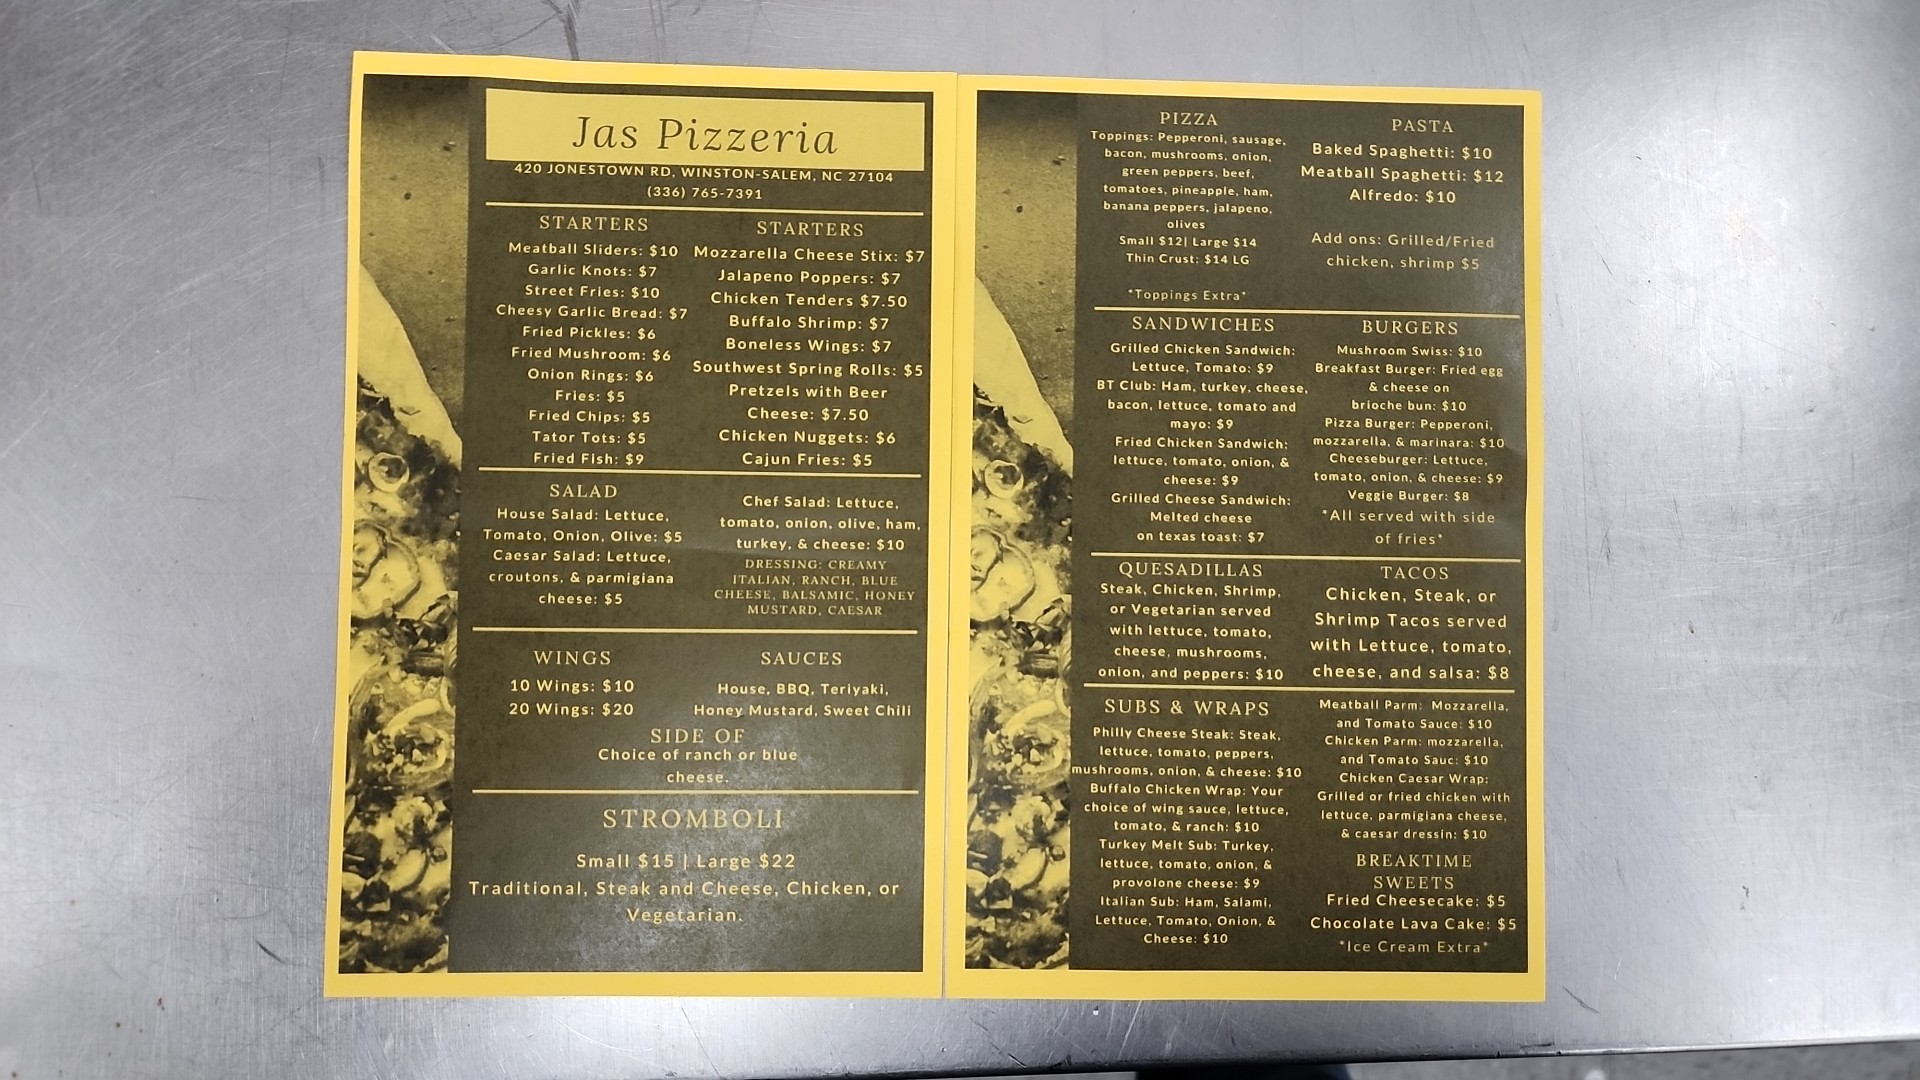 Jas Pizzeria
420 JONESTOWN RD, WINSTON-SALEM, NC 27104
(336) 765-7391
STARTERS
Meatball Sliders: $10
Garlic Knots: $7
Street Fries: $10
Cheesy Garlic Bread: $7
Fried Pickles: $6
Fried Mushroom: $6
Onion Rings: $6
Fries: $5
Fried Chips: $5
Tator Tots: $5
Fried Fish: $9
STARTERS
Mozzarella Cheese Stix: $7
Jalapeno Poppers: $7
Chicken Tenders $7.50
Buffalo Shrimp: $7
Boneless Wings: $7
Southwest Spring Rolls: $5
Pretzels with Beer
Cheese: $7.50
Chicken Nuggets: $6
Cajun Fries: $5
SALAD
House Salad: Lettuce,
Tomato, Onion, Olive: $5
Caesar Salad: Lettuce,
croutons, & parmigiana
cheese: $5
Chef Salad: Lettuce,
tomato, onion, olive, ham,
turkey, & cheese: $10
DRESSING: CREAMY
ITALIAN, RANCH, BLUE
CHEESE, BALSAMIC, HONEY
MUSTARD, CAESAR
WINGS
10 Wings: $10
20 Wings: $20
SAUCES
House, BBQ, Teriyaki,
Honey Mustard, Sweet Chili
SIDE OF
Choice of ranch or blue
cheese.
STROMBOLI
Small $15 | Large $22
Traditional, Steak and Cheese, Chicken, or
Vegetarian.
PIZZA
Toppings: Pepperoni, sausage,
bacon, mushrooms, onion,
green peppers, beef,
tomatoes, pineapple, ham,
banana peppers, jalapeno,
olives
Small $12| Large $14
Thin Crust: $14 LG
*Toppings Extra*
PASTA
Baked Spaghetti: $10
Meatball Spaghetti: $12
Alfredo: $10
Add ons: Grilled/Fried
chicken, shrimp $5
SANDWICHES
Grilled Chicken Sandwich:
Lettuce, Tomato: $9
BT Club: Ham, turkey, cheese,
bacon, lettuce, tomato and
mayo: $9
Fried Chicken Sandwich:
lettuce, tomato, onion, &
cheese: $9
Grilled Cheese Sandwich:
Melted cheese
on texas toast: $7
BURGERS
Mushroom Swiss: $10
Breakfast Burger: Fried egg
& cheese on
brioche bun: $10
Pizza Burger: Pepperoni,
mozzarella, & marinara: $10
Cheeseburger: Lettuce,
tomato, onion, & cheese: $9
Veggie Burger: $8
*All served with side
of fries*
QUESADILLAS
Steak, Chicken, Shrimp,
or Vegetarian served
with lettuce, tomato,
cheese, mushrooms,
onion, and peppers: $10
TACOS
Chicken, Steak, or
Shrimp Tacos served
with Lettuce, tomato,
cheese, and salsa: $8
SUBS & WRAPS
Philly Cheese Steak: Steak,
lettuce, tomato, peppers,
mushrooms, onion, & cheese: $10
Buffalo Chicken Wrap: Your
choice of wing sauce, lettuce,
tomato, & ranch: $10
Turkey Melt Sub: Turkey,
lettuce, tomato, onion, &
provolone cheese: $9
Italian Sub: Ham, Salami,
Lettuce, Tomato, Onion, &
Cheese: $10
Meatball Parm: Mozzarella,
and Tomato Sauce: $10
Chicken Parm: mozzarella,
and Tomato Sauc: $10
Chicken Caesar Wrap:
Grilled or fried chicken with
lettuce, parmigiana cheese,
& caesar dressin: $10
BREAKTIME
SWEETS
Fried Cheesecake: $5
Chocolate Lava Cake: $5
*Ice Cream Extra*